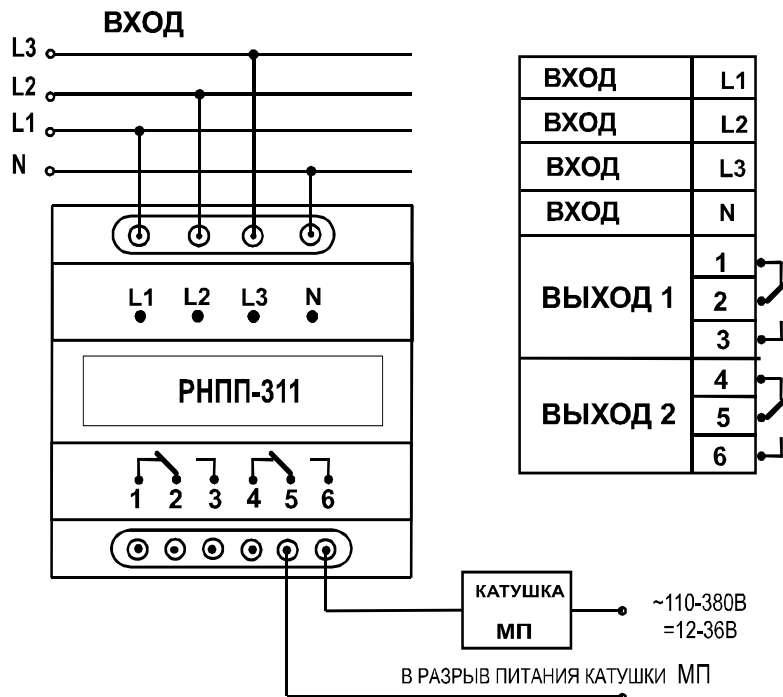 ВХОД
L3
L2
L1
N
L1 L2 L3 N
РНПП-311
1 2 3 4 5 6
ВХОД L1
ВХОД L2
ВХОД L3
ВХОД N
ВЫХОД 1
1
2
3
ВЫХОД 2
4
5
6
КАТУШКА
МП
~110-380В
=12-36В
В РАЗРЫВ ПИТАНИЯ КАТУШКИ МП